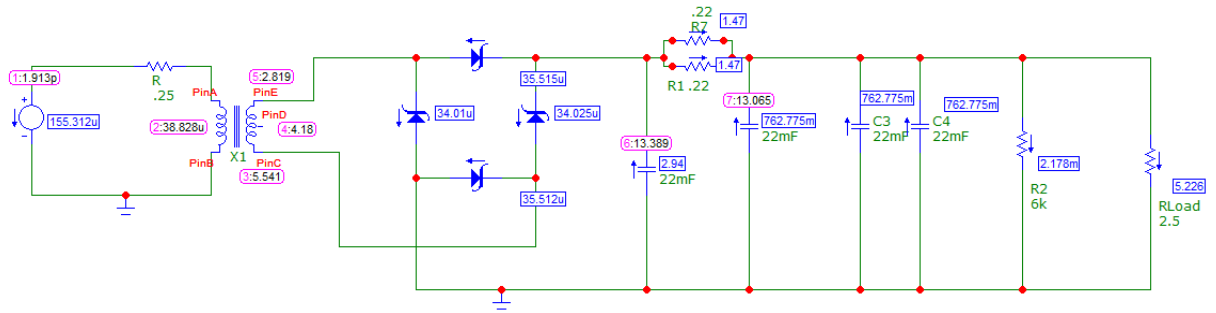 1:1.913p
155.312u
R
.25
PinA
2:38.828u
PinB
X1
5:2.819
PinE
PinD
4:4.18
PinC
3:5.541
34.01u
35.515u
34.025u
35.512u
.22
R7
1.47
R1 .22
1.47
6:13.389
2.94
22mF
7:13.065
762.775m
22mF
762.775m
C3
22mF
762.775m
C4
22mF
2.178m
R2
6k
5.226
RLoad
2.5